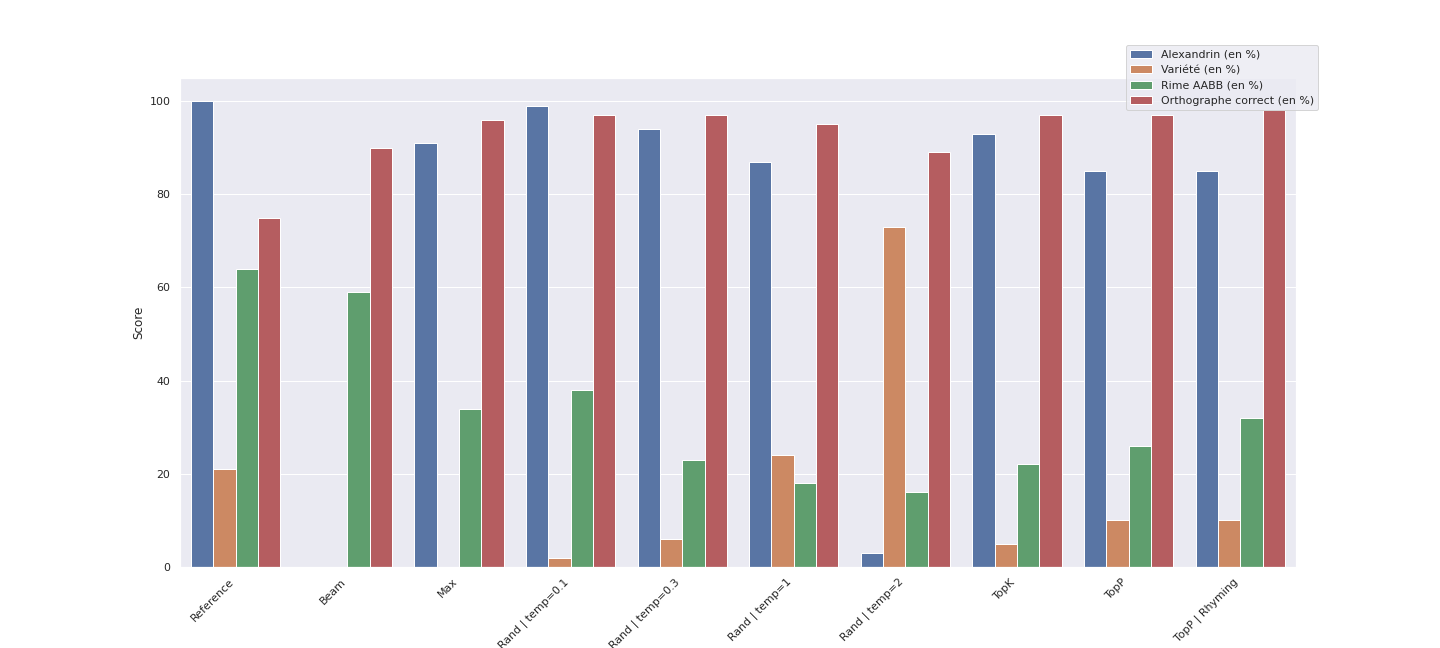 Alexandrin (en %)
Variété (en %)
Rime AABB (en %)
Orthographe correct (en %)
100
80
60
40
20
0
Score
Reference
Beam
Max
Rand | temp=0.1
Rand | temp=0.3
Rand | temp=1
Rand | temp=2
TopK
TopP
TopP | Rhyming